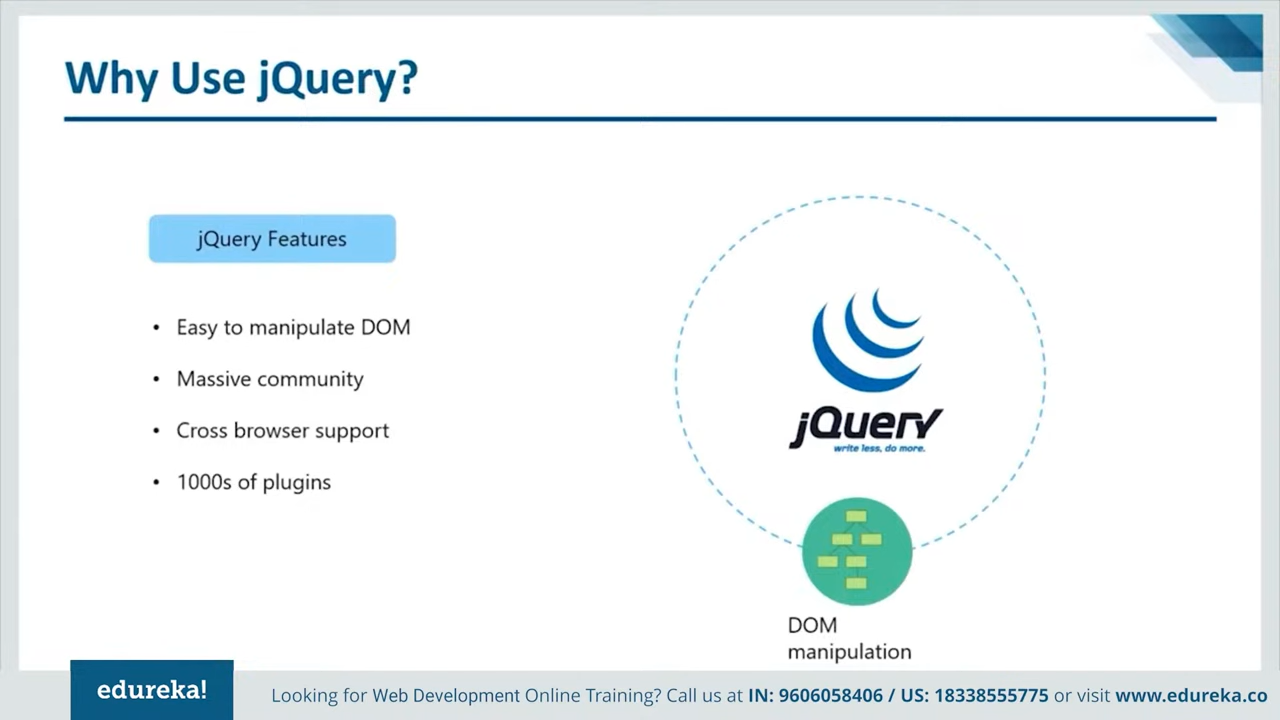 Why Use jQuery?
jQuery Features
• Easy to manipulate DOM
• Massive community
• Cross browser support
• 1000s of plugins
jQuery
write less, do more.
DOM
manipulation
edureka!
Looking for Web Development Online Training? Call us at IN: 9606058406 / US: 18338555775 or visit www.edureka.co